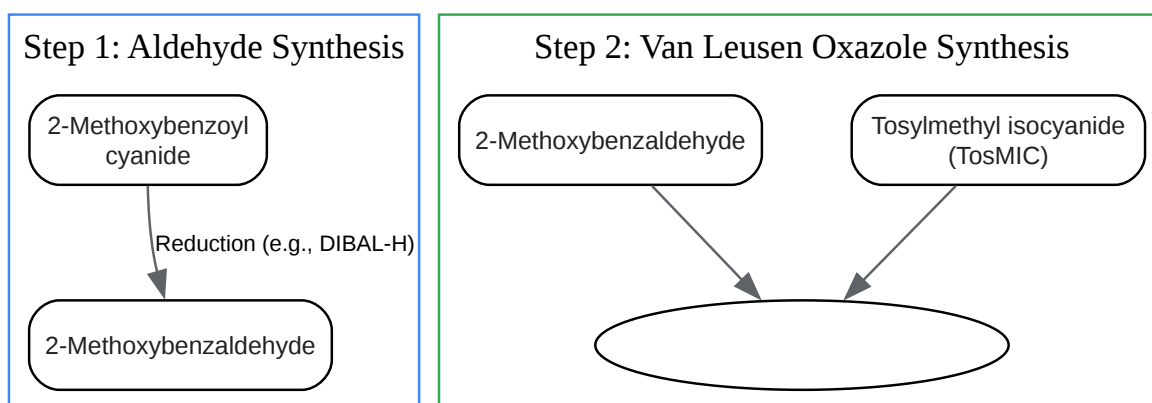 Step 1: Aldehyde Synthesis
2-Methoxybenzoyl
cyanide
Reduction (e.g., DIBAL-H)
2-Methoxybenzaldehyde
Step 2: Van Leusen Oxazole Synthesis
2-Methoxybenzaldehyde
Tosylmethyl isocyanide
(TosMIC)